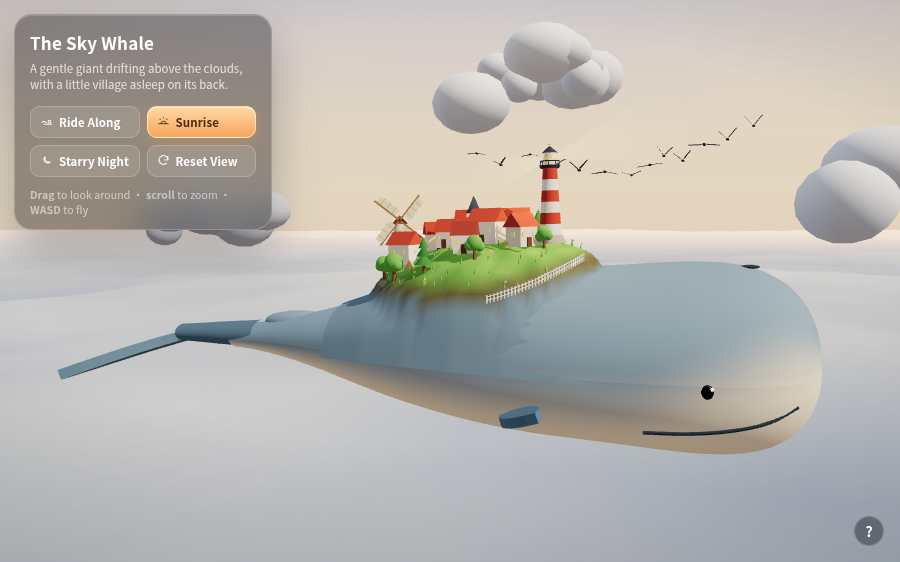 The Sky Whale
A gentle giant drifting above the clouds,
with a little village asleep on its back.
Ride Along
Sunrise
Starry Night
Reset View
Drag to look around • scroll to zoom •
WASD to fly
?